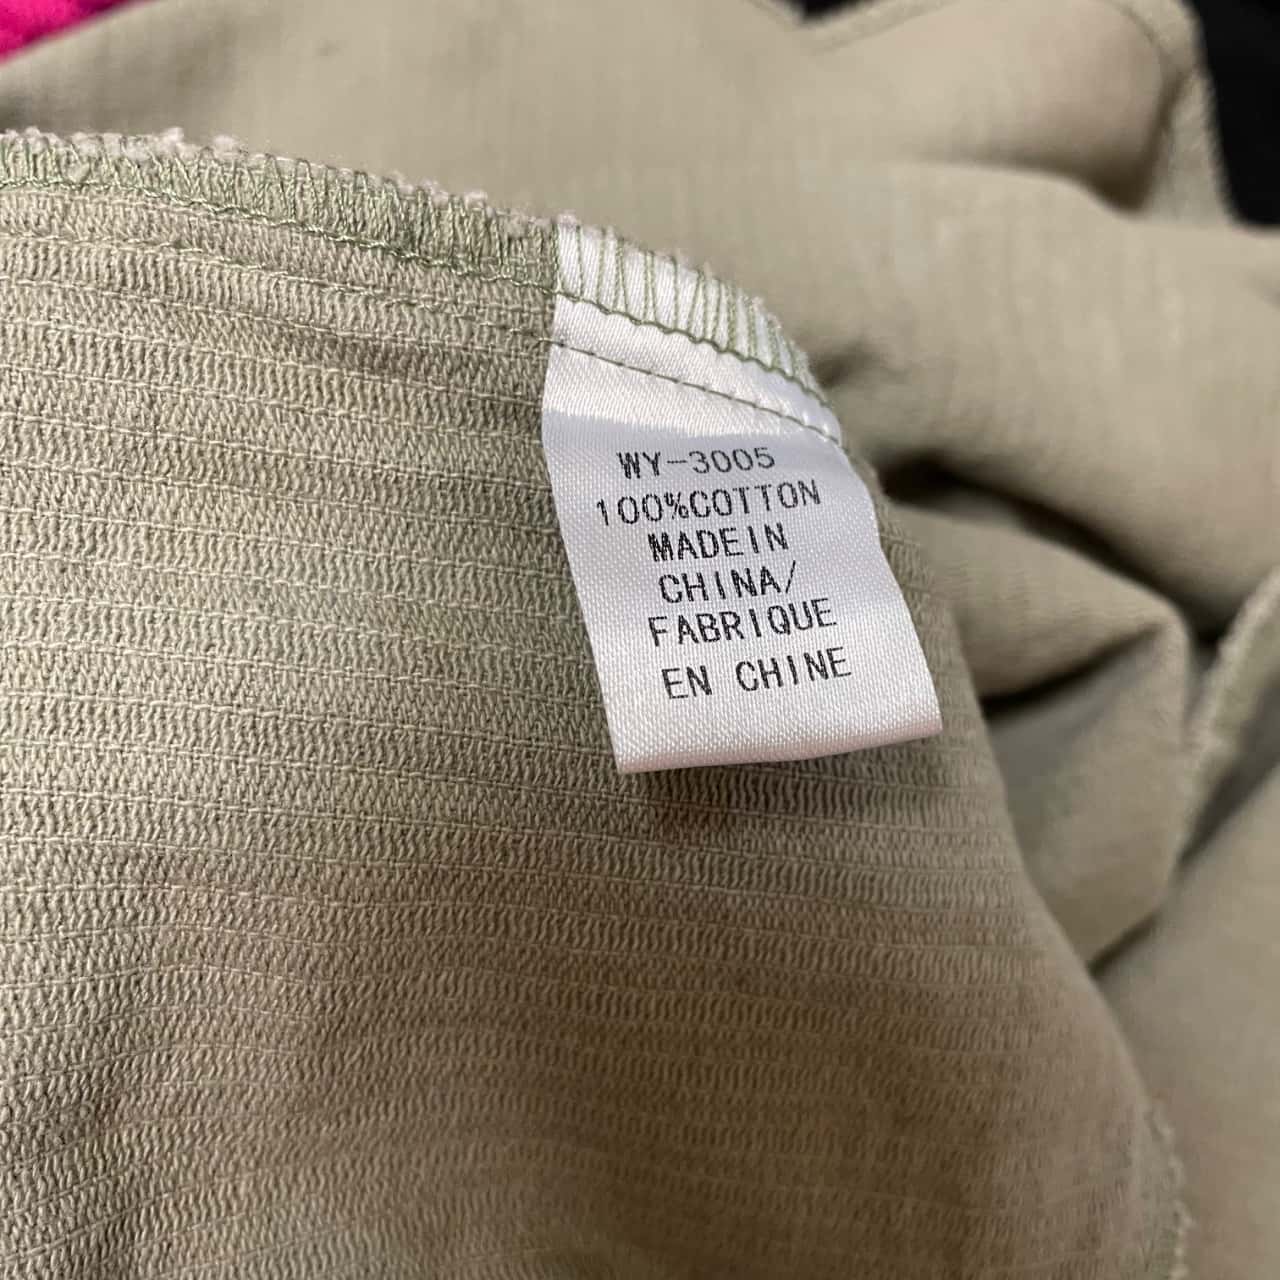 WY-3005
100%COTTON
MADEIN
CHINA/
FABRIQUE
EN CHINE